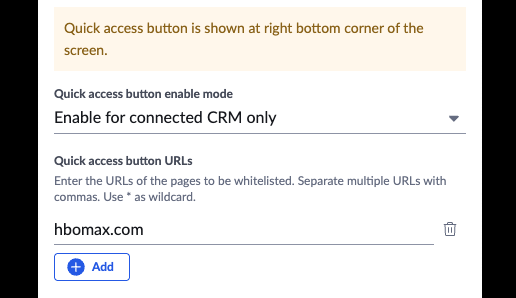 Quick access button is shown at right bottom corner of the
screen.
Quick access button enable mode
Enable for connected CRM only
Quick access button URLs
Enter the URLs of the pages to be whitelisted. Separate multiple URLs with
commas. Use * as wildcard.
hbomax.com
Add